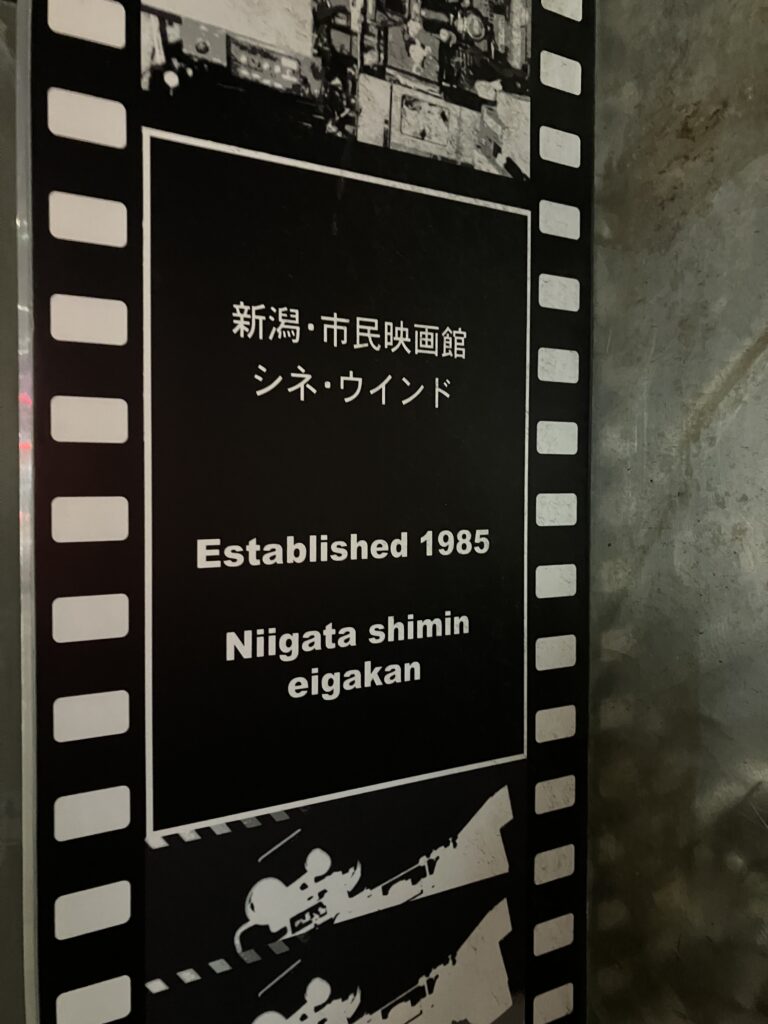 新潟・市民映画館
シネ・ウインド
Established 1985
Niigata shimin
eigakan